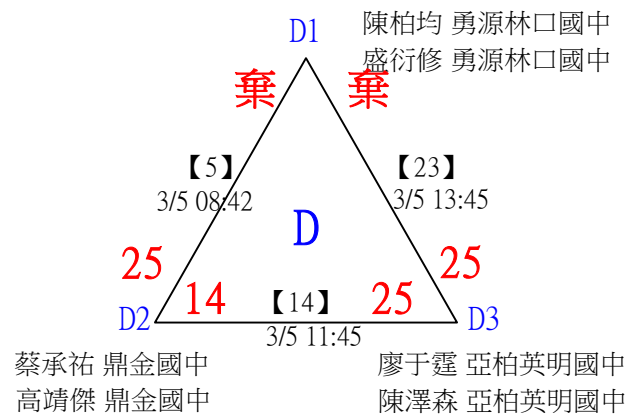 D1
陳柏均 勇源林口國中
盛衍修 勇源林口國中
棄 棄
【5】
3/5 08:42
【23】
3/5 13:45
D
25 25
14 【14】 25
3/5 11:45
D2
D3
蔡承祐 鼎金國中
高靖傑 鼎金國中
廖于霆 亞柏英明國中
陳澤森 亞柏英明國中